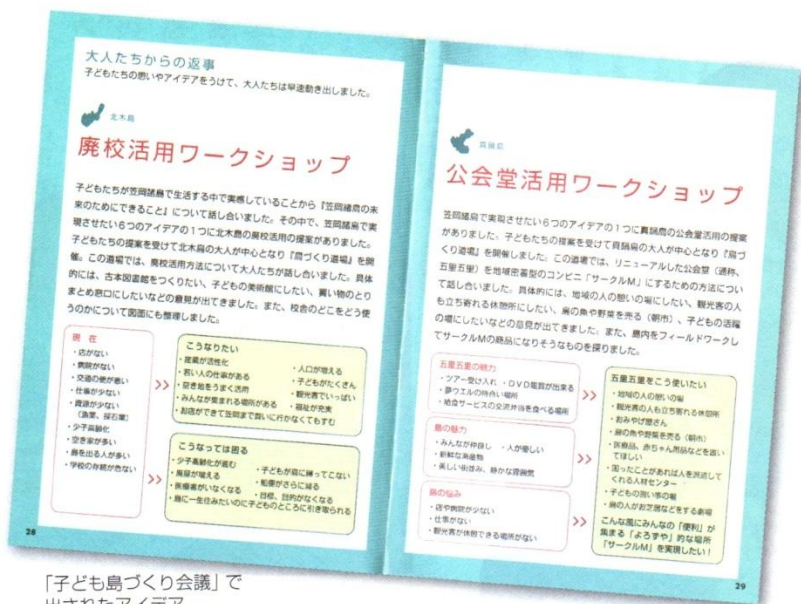 大人たちからの返事
子どもたちの思いやアイデアをうけて、大人たちは早速動き出しました。
北木島
廃校活用ワークショップ
子どもたちが笠岡諸島で生活する中で実感していることから『笠岡諸島の未
来のためにできること』について話し合いました。その中で、笠岡諸島で実
現させたい6つのアイデアの1つに北木島の廃校活用の提案がありました。
子どもたちの提案を受けて北木島の大人が中心となり『島づくり道場』を開
催。この道場では、廃校活用方法について大人たちが話し合いました。具体
的には、古本図書館をつくりたい、子どもの美術館にしたい、買い物のとり
まとめ窓口にしたいなどの意見が出てきました。また、校舎のどこをどう使
うのかについて図面にも整理しました。
現 在
・店がない
・病院がない
・交通の便が悪い
・仕事が少ない
・資源が少ない
(漁業、採石業)
・少子高齢化
・空き家が多い
・島を出る人が多い
・学校の存続が危ない
>>
こうなりたい
・産業が活性化
・若い人の仕事がある
・空き地をうまく活用
・みんなが集まれる場所がある
・お店ができて笠岡まで買いに行かなくてもすむ
・人口が増える
・子どもがたくさん
・観光客でいっぱい
・福祉が充実
>>
こうなっては困る
・少子高齢化が進む
・廃屋が増える
・医療者がいなくなる
・島に一生住みたいのに子どものところに引き取られる
・子どもが島に帰ってこない
・船便がさらに減る
・目標、目的がなくなる
28
真鍋島
公会堂活用ワークショップ
笠岡諸島で実現させたい6つのアイデアの1つに真鍋島の公会堂活用の提案
がありました。子どもたちの提案を受けて真鍋島の大人が中心となり『島づ
くり道場』を開催しました。この道場では、リニューアルした公会堂(通称、
五里五里)を地域密着型のコンビニ「サークルM」にするための方法につい
て話し合いました。具体的には、地域の人の憩いの場にしたい、観光客の人
も立ち寄れる休憩所にしたい、島の魚や野菜を売る(朝市)、子どもの活躍
の場にしたいなどの意見が出てきました。また、島内をフィールドワークし
てサークルMの商品になりそうなものを探りました。
五里五里の魅力
・ツアー受け入れ ・DVD鑑賞が出来る
・夢ウエルの待合い場所
・給食サービスの交流弁当を食べる場所
島の魅力
・みんなが仲良し ・人が優しい
・新鮮な海産物
・美しい街並み、静かな雰囲気
島の悩み
・店や病院が少ない
・仕事がない
・観光客が休憩できる場所がない
>>
>>
五里五里をこう使いたい
・地域の人の憩いの場
・観光客の人も立ち寄れる休憩所
・おみやげ屋さん
・島の魚や野菜を売る(朝市)
・医療品、赤ちゃん用品などを置い
てほしい
・困ったことがあれば人を派遣して
くれる人材センター
・子どもの習い事の場
・島の人がお芝居などをする劇場
こんな風にみんなの「便利」が
集まる「よろずや」的な場所
「サークルM」を実現したい!
29
「子ども島づくり会議」で
出されたアイデア